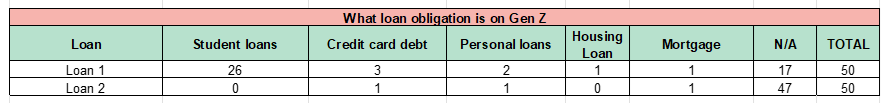 What loan obligation is on Gen Z
Loan Student loans Credit card debt Personal loans Housing Loan Mortgage N/A TOTAL
Loan 1 26 3 2 1 1 17 50
Loan 2 0 1 1 0 1 47 50